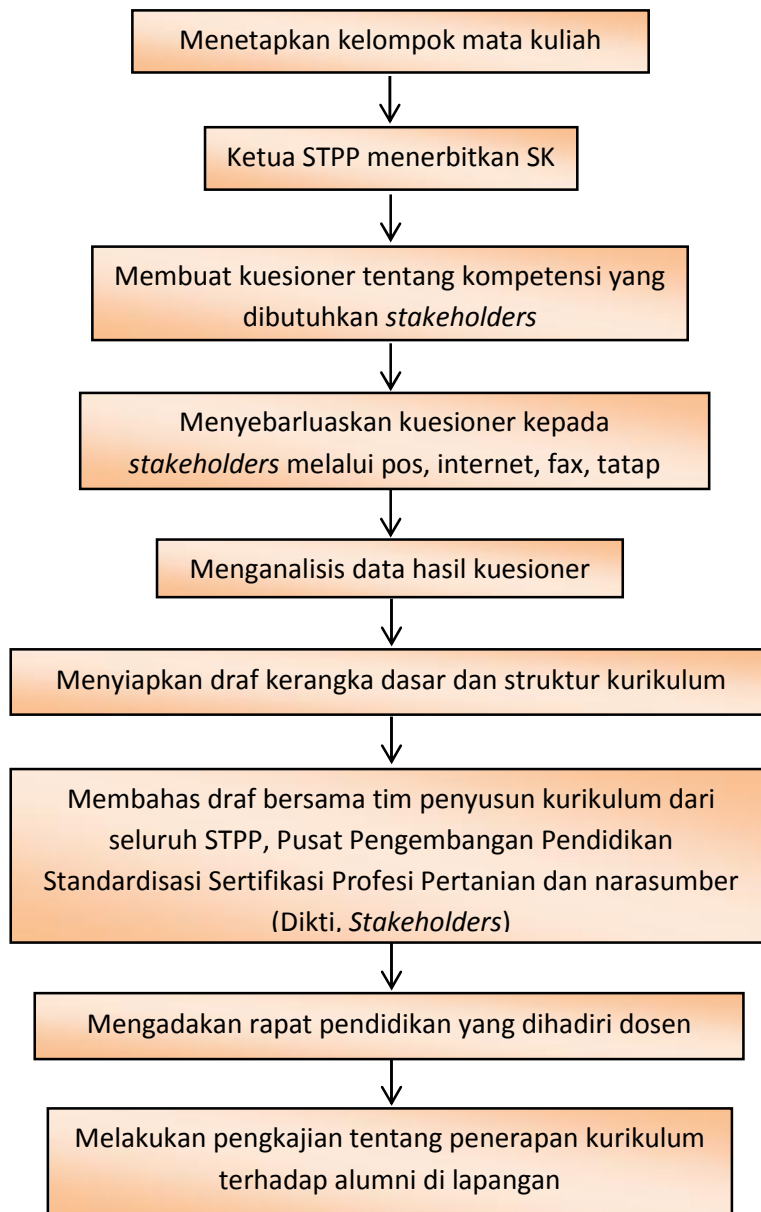 Menetapkan kelompok mata kuliah
Ketua STPP menerbitkan SK
Membuat kuesioner tentang kompetensi yang
dibutuhkan stakeholders
Menyebarluaskan kuesioner kepada
stakeholders melalui pos, internet, fax, tatap
Menganalisis data hasil kuesioner
Menyiapkan draf kerangka dasar dan struktur kurikulum
Membahas draf bersama tim penyusun kurikulum dari
seluruh STPP, Pusat Pengembangan Pendidikan
Standardisasi Sertifikasi Profesi Pertanian dan narasumber
(Dikti, Stakeholders)
Mengadakan rapat pendidikan yang dihadiri dosen
Melakukan pengkajian tentang penerapan kurikulum
terhadap alumni di lapangan